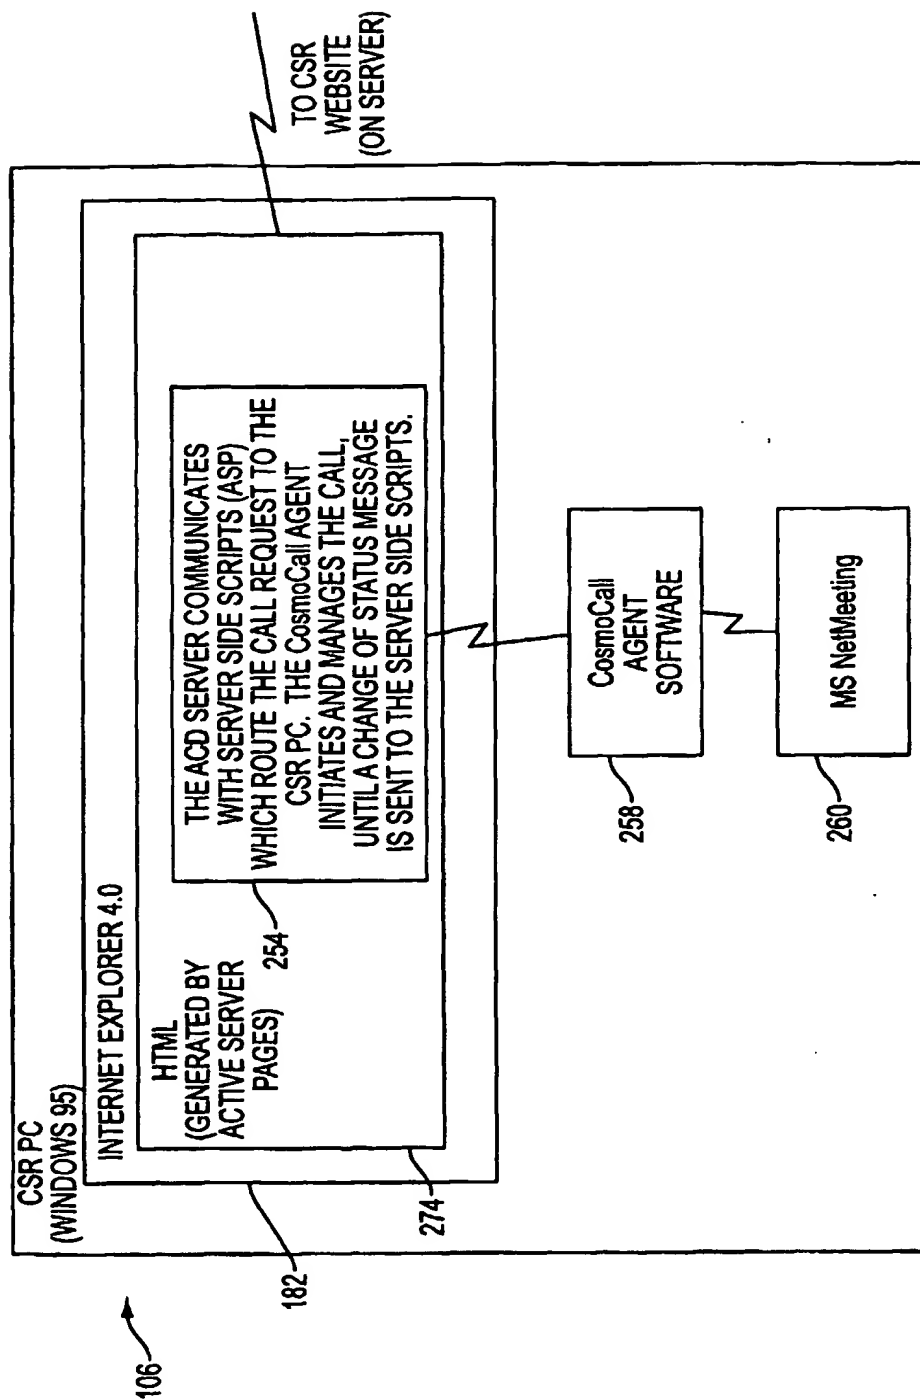 CSR PC
(WINDOWS 95)
INTERNET EXPLORER 4.0
HTML
(GENERATED BY
ACTIVE SERVER
PAGES)
THE ACD SERVER COMMUNICATES
WITH SERVER SIDE SCRIPTS (ASP)
WHICH ROUTE THE CALL REQUEST TO THE
CSR PC. THE CosmoCall AGENT
INITIATES AND MANAGES THE CALL,
UNTIL A CHANGE OF STATUS MESSAGE
IS SENT TO THE SERVER SIDE SCRIPTS.
254
TO CSR
WEBSITE
(ON SERVER)
274
182
106
CosmoCall
AGENT
SOFTWARE
258
MS NetMeeting
260